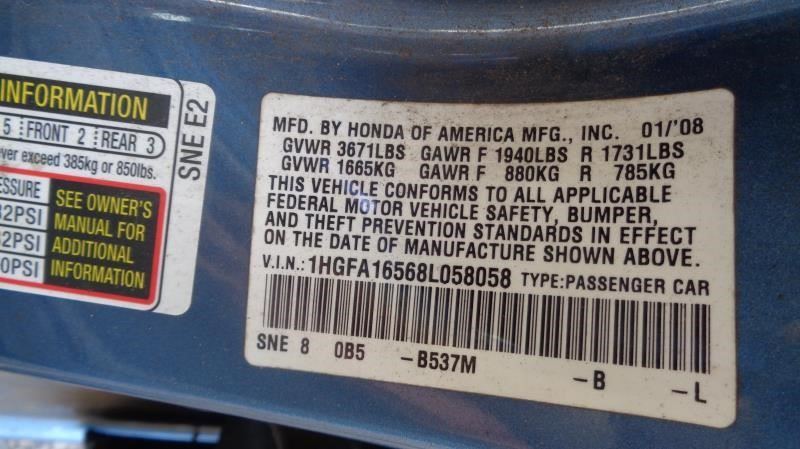 INFORMATION
5 FRONT 2 REAR 3
ever exceed 385kg or 850lbs.
SSURE
32PSI
32PSI
0PSI
SEE OWNER'S
MANUAL FOR
ADDITIONAL
INFORMATION
SNE E2
MFD. BY HONDA OF AMERICA MFG., INC. 01/'08
GVWR 3671LBS GAWR F 1940LBS R 1731LBS
GVWR 1665KG GAWR F 880KG R 785KG
THIS VEHICLE CONFORMS TO ALL APPLICABLE
FEDERAL MOTOR VEHICLE SAFETY, BUMPER,
AND THEFT PREVENTION STANDARDS IN EFFECT
ON THE DATE OF MANUFACTURE SHOWN ABOVE.
V.I.N.: 1HGFA16568L058058 TYPE:PASSENGER CAR
SNE 8 0B5 -B537M -B -L